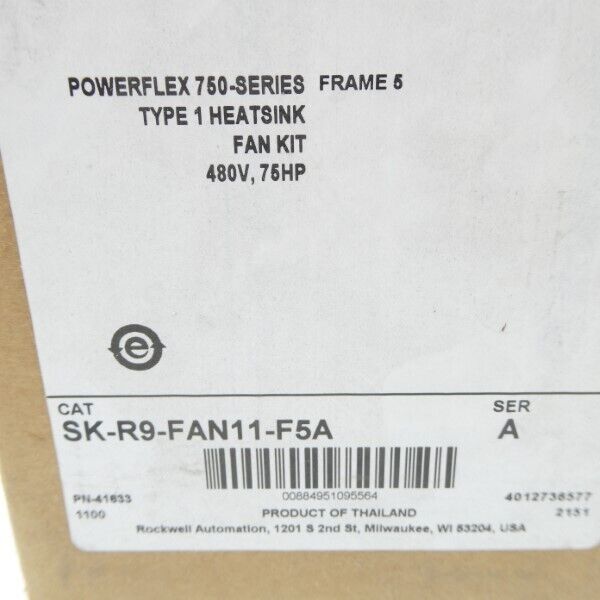 POWERFLEX 750-SERIES FRAME 5
TYPE 1 HEATSINK
FAN KIT
480V, 75HP
e
CAT
SER
SK-R9-FAN11-F5A
A
00884951095564
PN-41633
4012736577
1100
PRODUCT OF THAILAND
2151
Rockwell Automation, 1201 S 2nd St, Milwaukee, WI 53204, USA